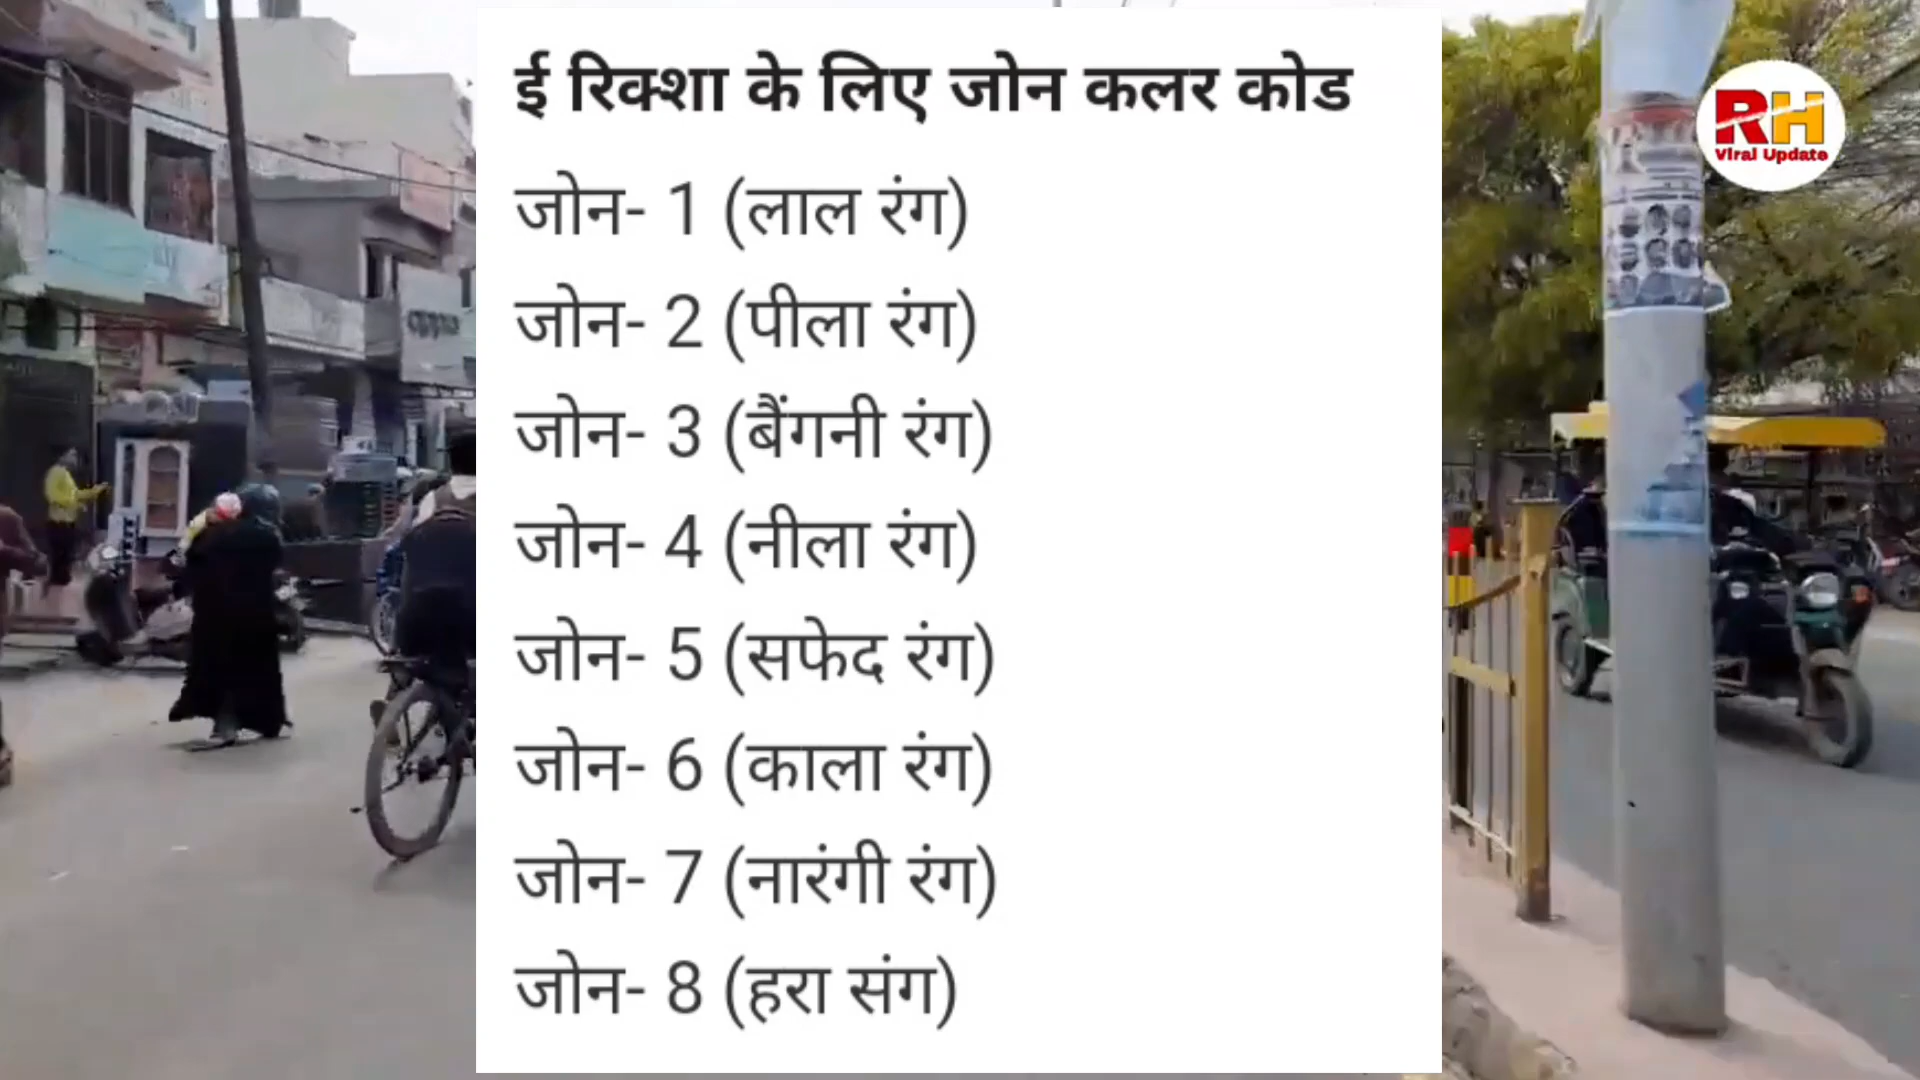 ई रिक्शा के लिए जोन कलर कोड
जोन- 1 (लाल रंग)
जोन- 2 (पीला रंग)
जोन- 3 (बैंगनी रंग)
जोन- 4 (नीला रंग)
जोन- 5 (सफेद रंग)
जोन- 6 (काला रंग)
जोन- 7 (नारंगी रंग)
जोन- 8 (हरा संग)
RH
Viral Update